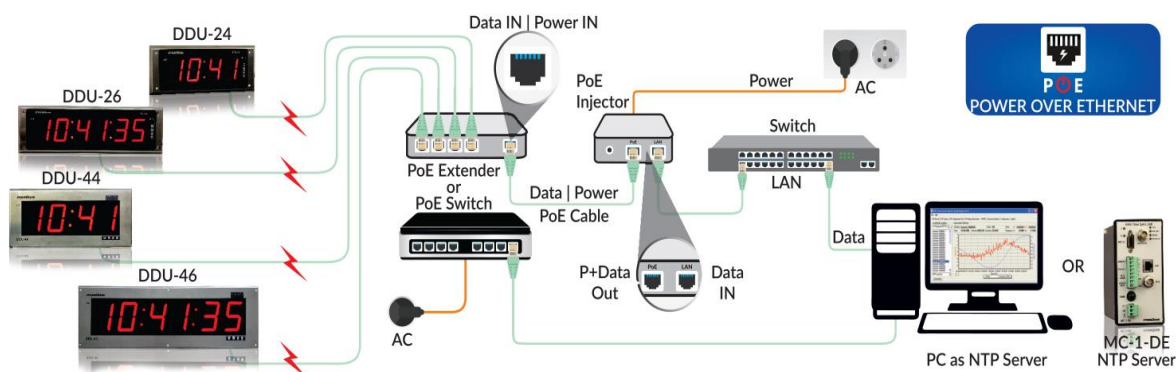 DDU-24
10:41
DDU-26
10:41:35
DDU-44
10:41
DDU-46
10:41:35
Data IN | Power IN
PoE Extender
or
PoE Switch
AC
PoE
Injector
Power
AC
PoE
LAN
Data | Power
PoE Cable
P+Data
Out
PoE
LAN
Data
IN
Switch
LAN
Data
POE
POWER OVER ETHERNET
PC as NTP Server
OR
MC-1-DE
NTP Server